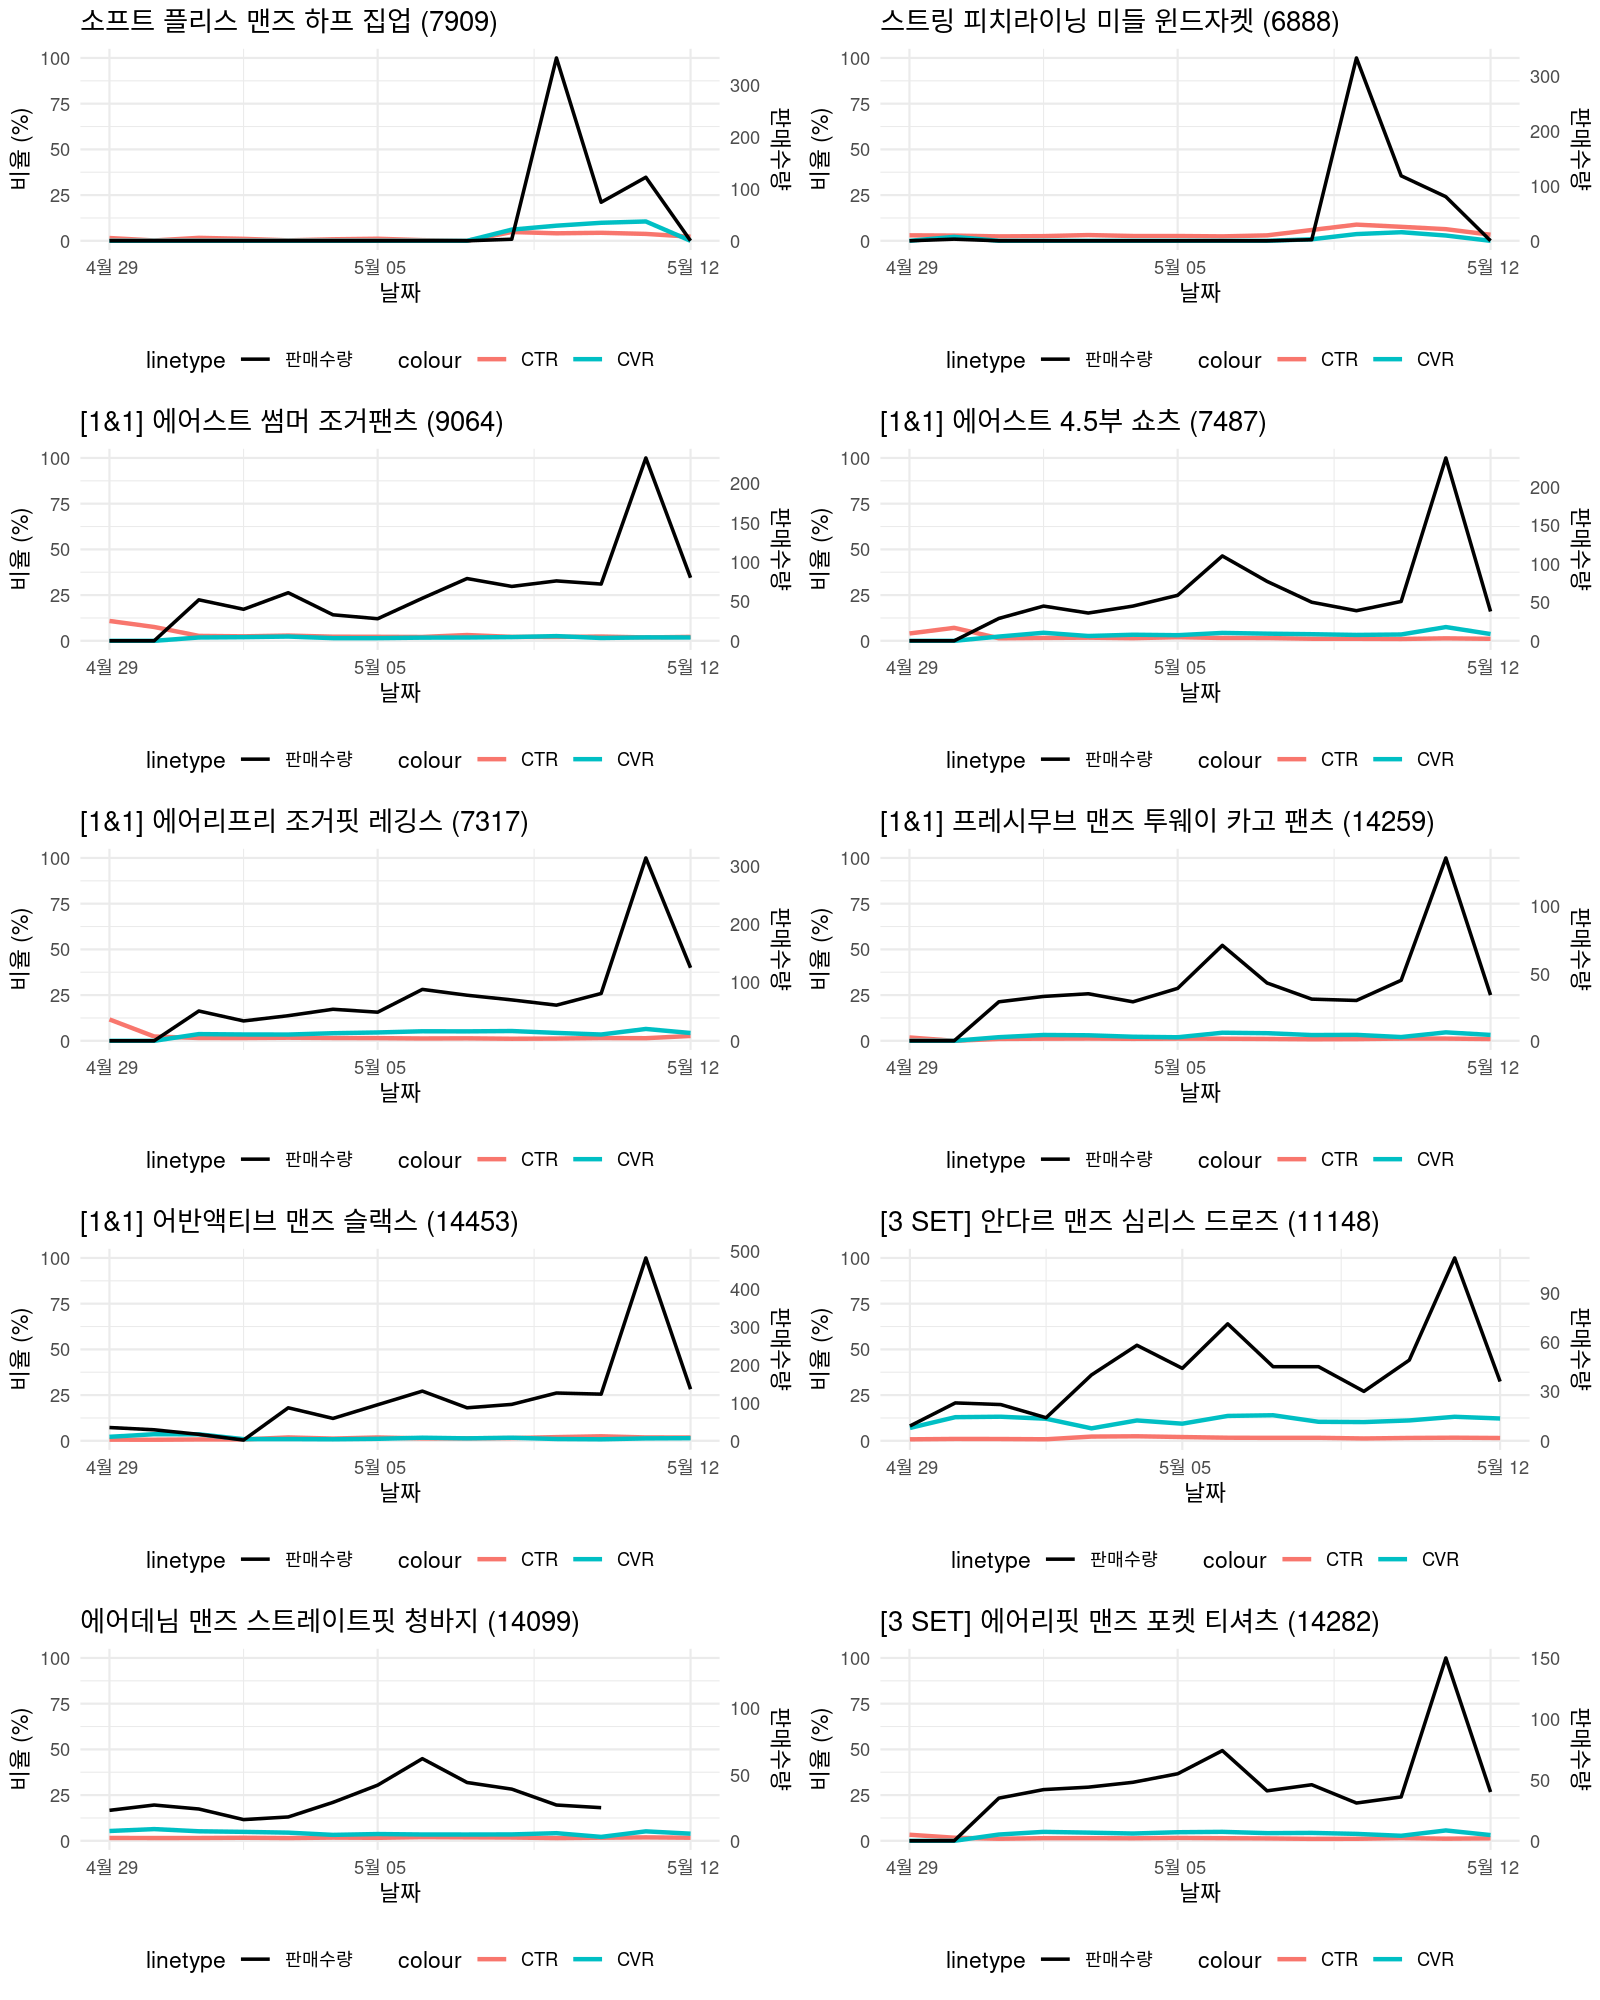 소프트 플리스 맨즈 하프 집업 (7909)
100
75
50
25
0
비율 (%)
300
200
100
0
판매수량
4월 29
5월 05
5월 12
날짜
linetype 판매수량 colour CTR CVR
스트링 피치라이닝 미들 윈드자켓 (6888)
100
75
50
25
0
비율 (%)
300
200
100
0
판매수량
4월 29
5월 05
5월 12
날짜
linetype 판매수량 colour CTR CVR
[1&1] 에어스트 썸머 조거팬츠 (9064)
100
75
50
25
0
비율 (%)
200
150
100
50
0
판매수량
4월 29
5월 05
5월 12
날짜
linetype 판매수량 colour CTR CVR
[1&1] 에어스트 4.5부 쇼츠 (7487)
100
75
50
25
0
비율 (%)
200
150
100
50
0
판매수량
4월 29
5월 05
5월 12
날짜
linetype 판매수량 colour CTR CVR
[1&1] 에어리프리 조거핏 레깅스 (7317)
100
75
50
25
0
비율 (%)
300
200
100
0
판매수량
4월 29
5월 05
5월 12
날짜
linetype 판매수량 colour CTR CVR
[1&1] 프레시무브 맨즈 투웨이 카고 팬츠 (14259)
100
75
50
25
0
비율 (%)
100
50
0
판매수량
4월 29
5월 05
5월 12
날짜
linetype 판매수량 colour CTR CVR
[1&1] 어반액티브 맨즈 슬랙스 (14453)
100
75
50
25
0
비율 (%)
500
400
300
200
100
0
판매수량
4월 29
5월 05
5월 12
날짜
linetype 판매수량 colour CTR CVR
[3 SET] 안다르 맨즈 심리스 드로즈 (11148)
100
75
50
25
0
비율 (%)
90
60
30
0
판매수량
4월 29
5월 05
5월 12
날짜
linetype 판매수량 colour CTR CVR
에어데님 맨즈 스트레이트핏 청바지 (14099)
100
75
50
25
0
비율 (%)
100
50
0
판매수량
4월 29
5월 05
5월 12
날짜
linetype 판매수량 colour CTR CVR
[3 SET] 에어리핏 맨즈 포켓 티셔츠 (14282)
100
75
50
25
0
비율 (%)
150
100
50
0
판매수량
4월 29
5월 05
5월 12
날짜
linetype 판매수량 colour CTR CVR